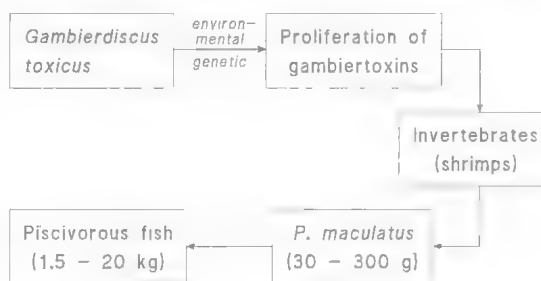 Gambierdiscus
toxicus
environ-
mental
genetic
Proliferation of
gambiertoxins
Invertebrates
(shrimps)
P. maculatus
(30 – 300 g)
Piscivorous fish
(1.5 – 20 kg)